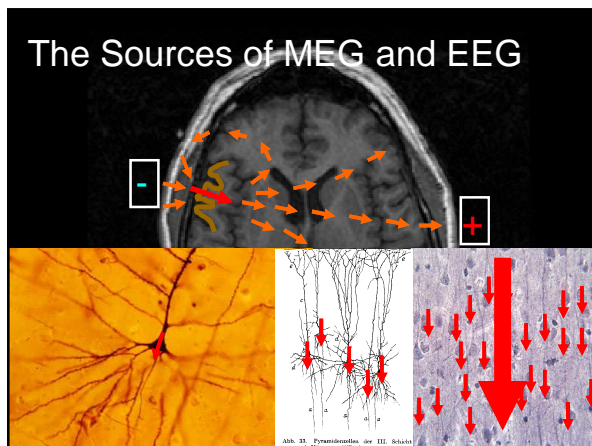 The Sources of MEG and EEG
-
+
Abb. 33. Pyramidenzellen der III. Schicht